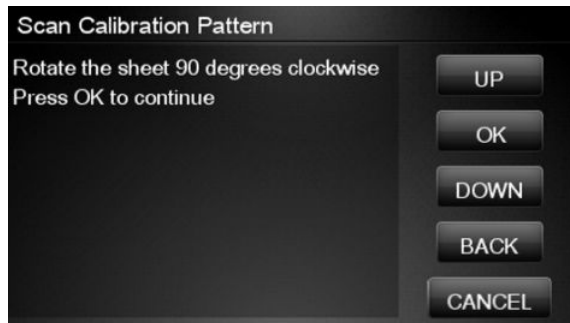 Scan Calibration Pattern
Rotate the sheet 90 degrees clockwise
Press OK to continue
UP
OK
DOWN
BACK
CANCEL